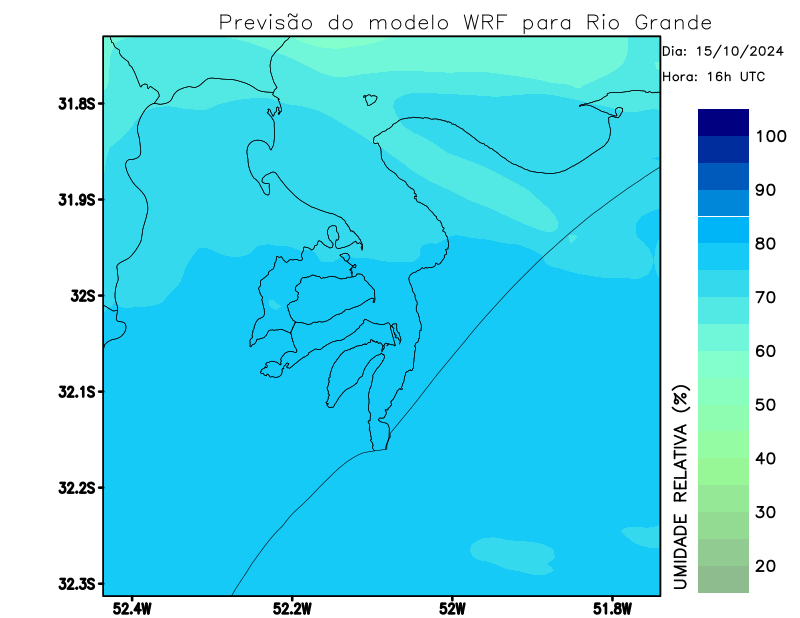 Previsão do modelo WRF para Rio Grande
Dia: 15/10/2024
Hora: 16h UTC
31.8S
31.9S
32S
32.1S
32.2S
32.3S
52.4W
52.2W
52W
51.8W
100
90
80
70
60
50
40
30
20
UMIDADE RELATIVA (%)